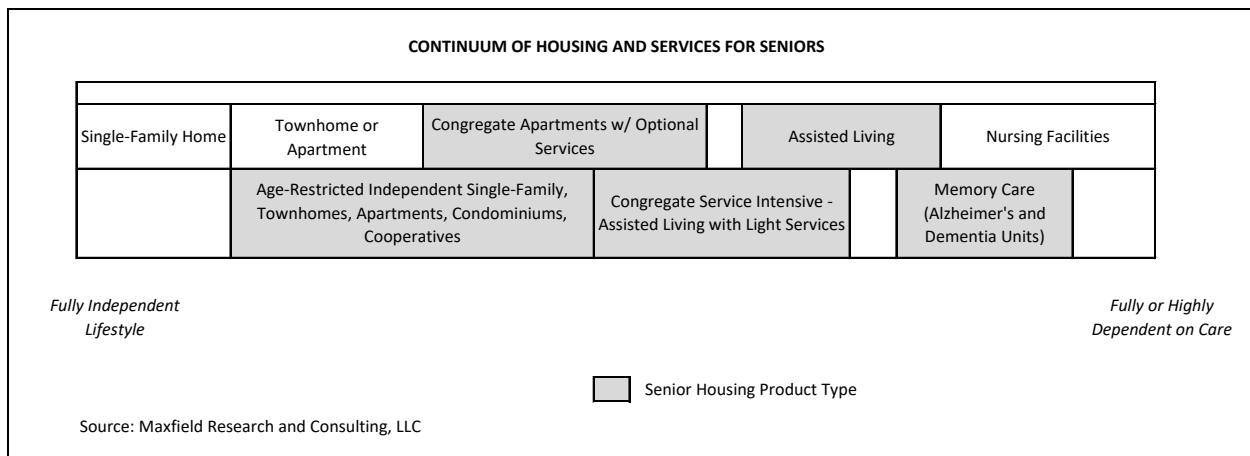 CONTINUUM OF HOUSING AND SERVICES FOR SENIORS
Single-Family Home
Townhome or
Apartment
Congregate Apartments w/ Optional
Services
Assisted Living
Nursing Facilities
Age-Restricted Independent Single-Family,
Townhomes, Apartments, Condominiums,
Cooperatives
Congregate Service Intensive -
Assisted Living with Light Services
Memory Care
(Alzheimer's and
Dementia Units)
Fully Independent
Lifestyle
Fully or Highly
Dependent on Care
Senior Housing Product Type
Source: Maxfield Research and Consulting, LLC